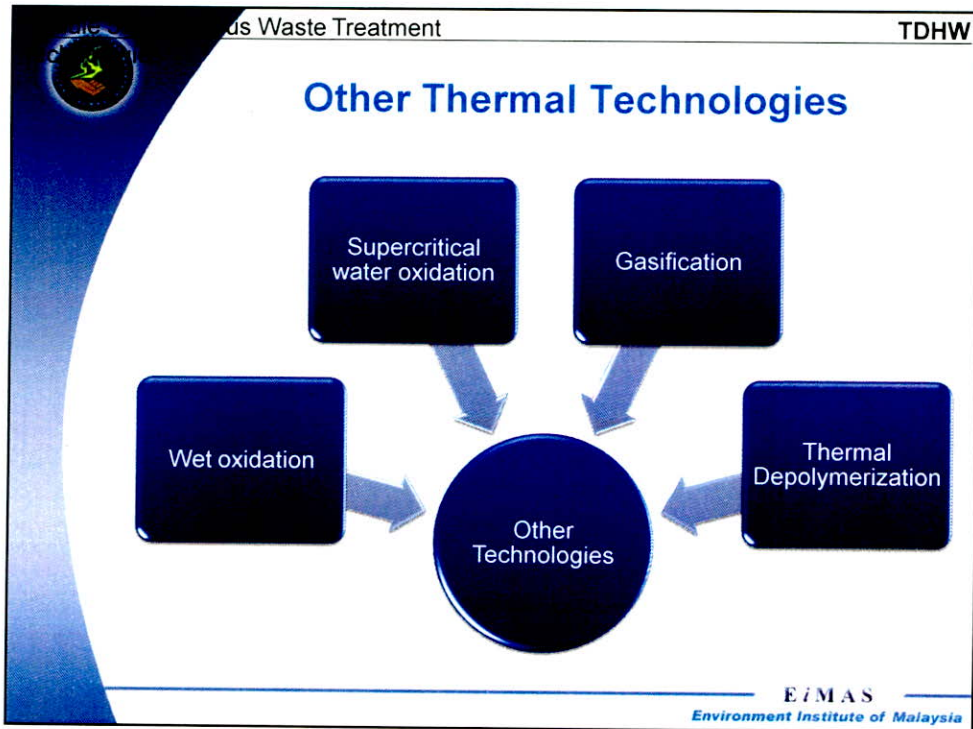 us Waste Treatment
TDHW
Other Thermal Technologies
Supercritical
water oxidation
Gasification
Wet oxidation
Thermal
Depolymerization
Other
Technologies
EiMAS
Environment Institute of Malaysia